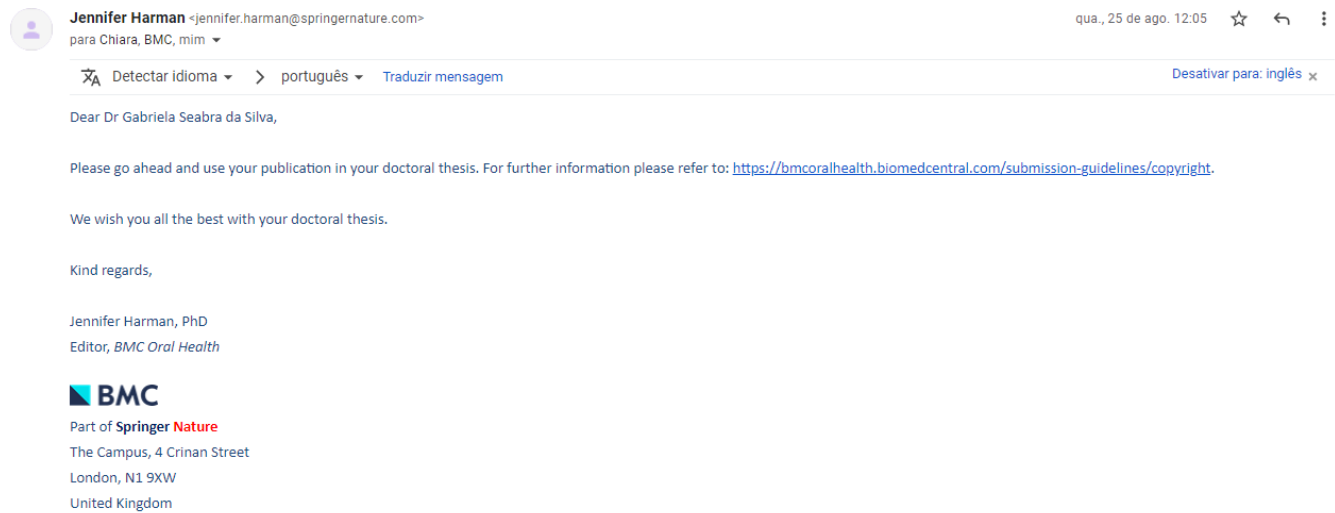 Jennifer Harman <jennifer.harman@springernature.com> qua., 25 de ago. 12:05
para Chiara, BMC, mim
Detectar idioma > português Traduzir mensagem Desativar para: inglês x
Dear Dr Gabriela Seabra da Silva,
Please go ahead and use your publication in your doctoral thesis. For further information please refer to: https://bmcoralhealth.biomedcentral.com/submission-guidelines/copyright.
We wish you all the best with your doctoral thesis.
Kind regards,
Jennifer Harman, PhD
Editor, BMC Oral Health
BMC
Part of Springer Nature
The Campus, 4 Crinan Street
London, N1 9XW
United Kingdom